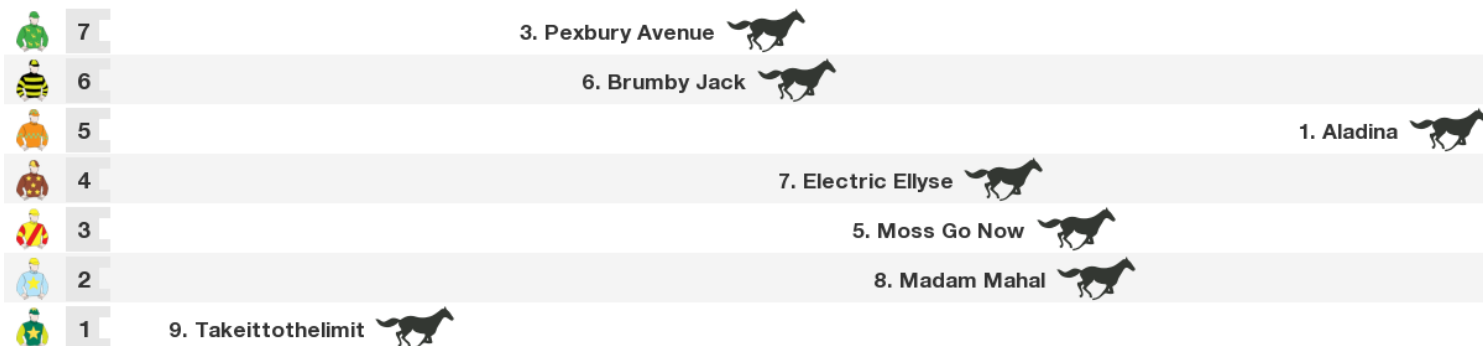 7 3. Pexbury Avenue
6 6. Brumby Jack
5 1. Aladina
4 7. Electric Ellyse
3 5. Moss Go Now
2 8. Madam Mahal
1 9. Takeittothelimit